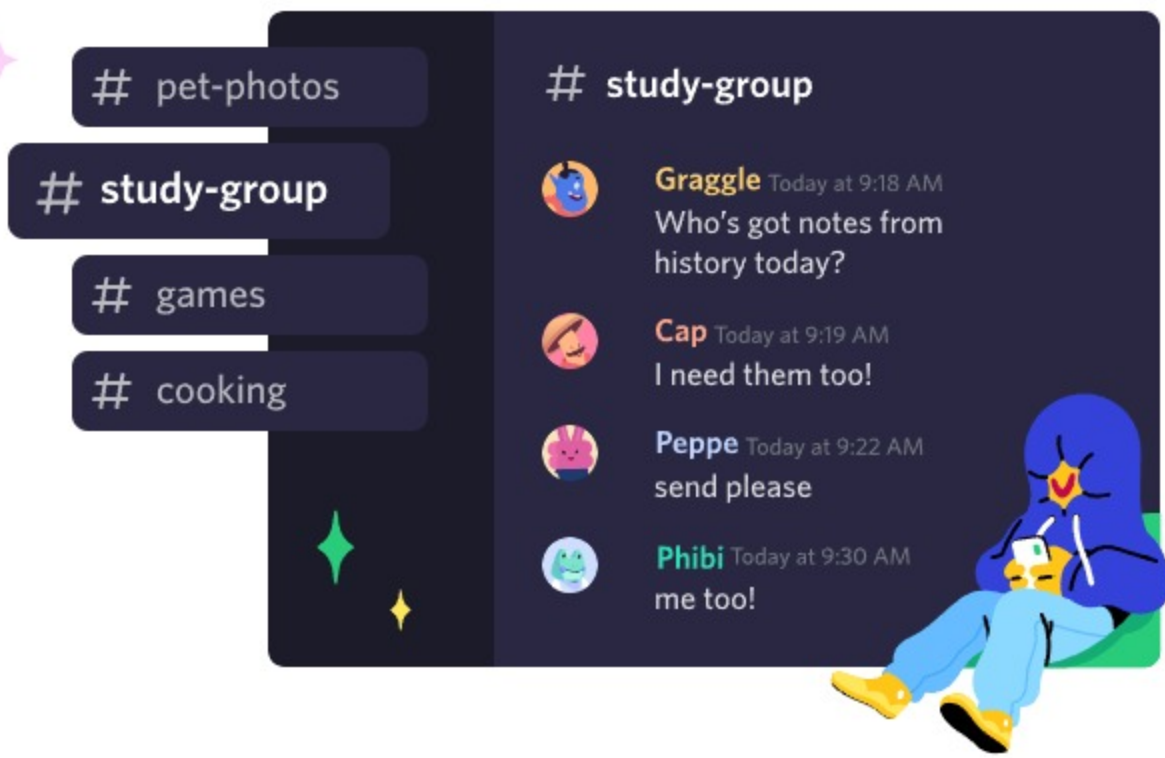 # pet-photos
# study-group
# games
# cooking
# study-group
Graggle Today at 9:18 AM
Who's got notes from
history today?
Cap Today at 9:19 AM
I need them too!
Peppe Today at 9:22 AM
send please
Phibi Today at 9:30 AM
me too!